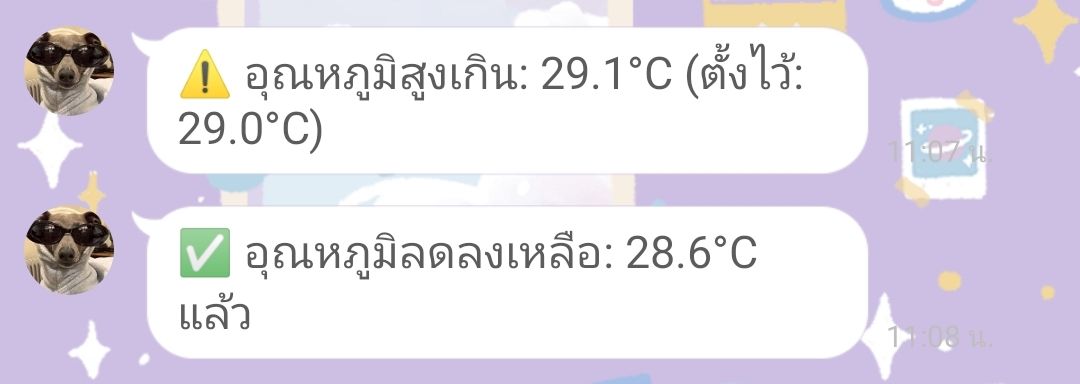 ⚠️ อุณหภูมิสูงเกิน: 29.1°C (ตั้งไว้:
29.0°C)
11:07 น.
✅ อุณหภูมิลดลงเหลือ: 28.6°C
แล้ว
11:08 น.